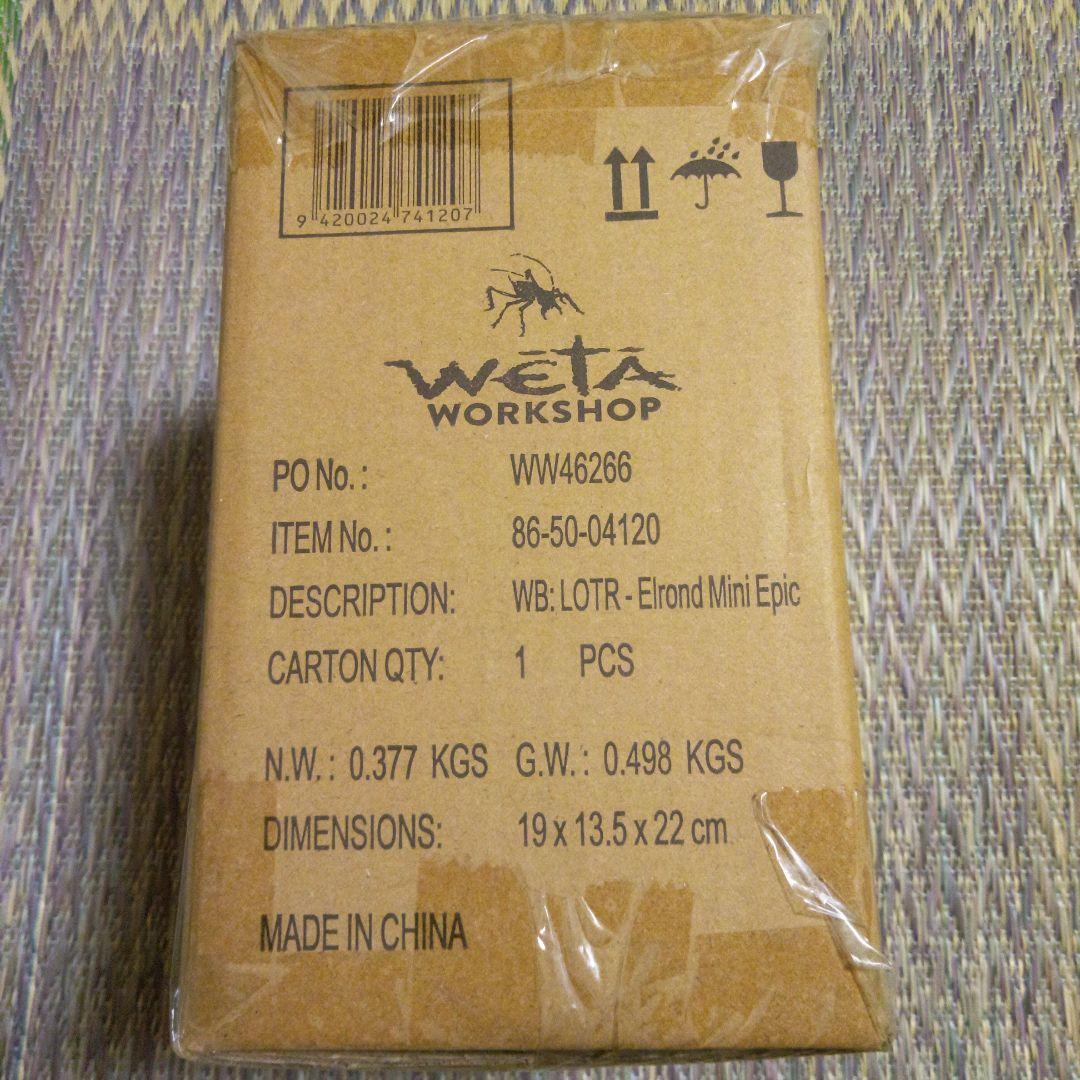 9 420024 741207
WĒTĀ
WORKSHOP
PO No. : WW46266
ITEM No. : 86-50-04120
DESCRIPTION: WB: LOTR - Elrond Mini Epic
CARTON QTY: 1 PCS
N.W. : 0.377 KGS G.W. : 0.498 KGS
DIMENSIONS: 19 x 13.5 x 22 cm
MADE IN CHINA